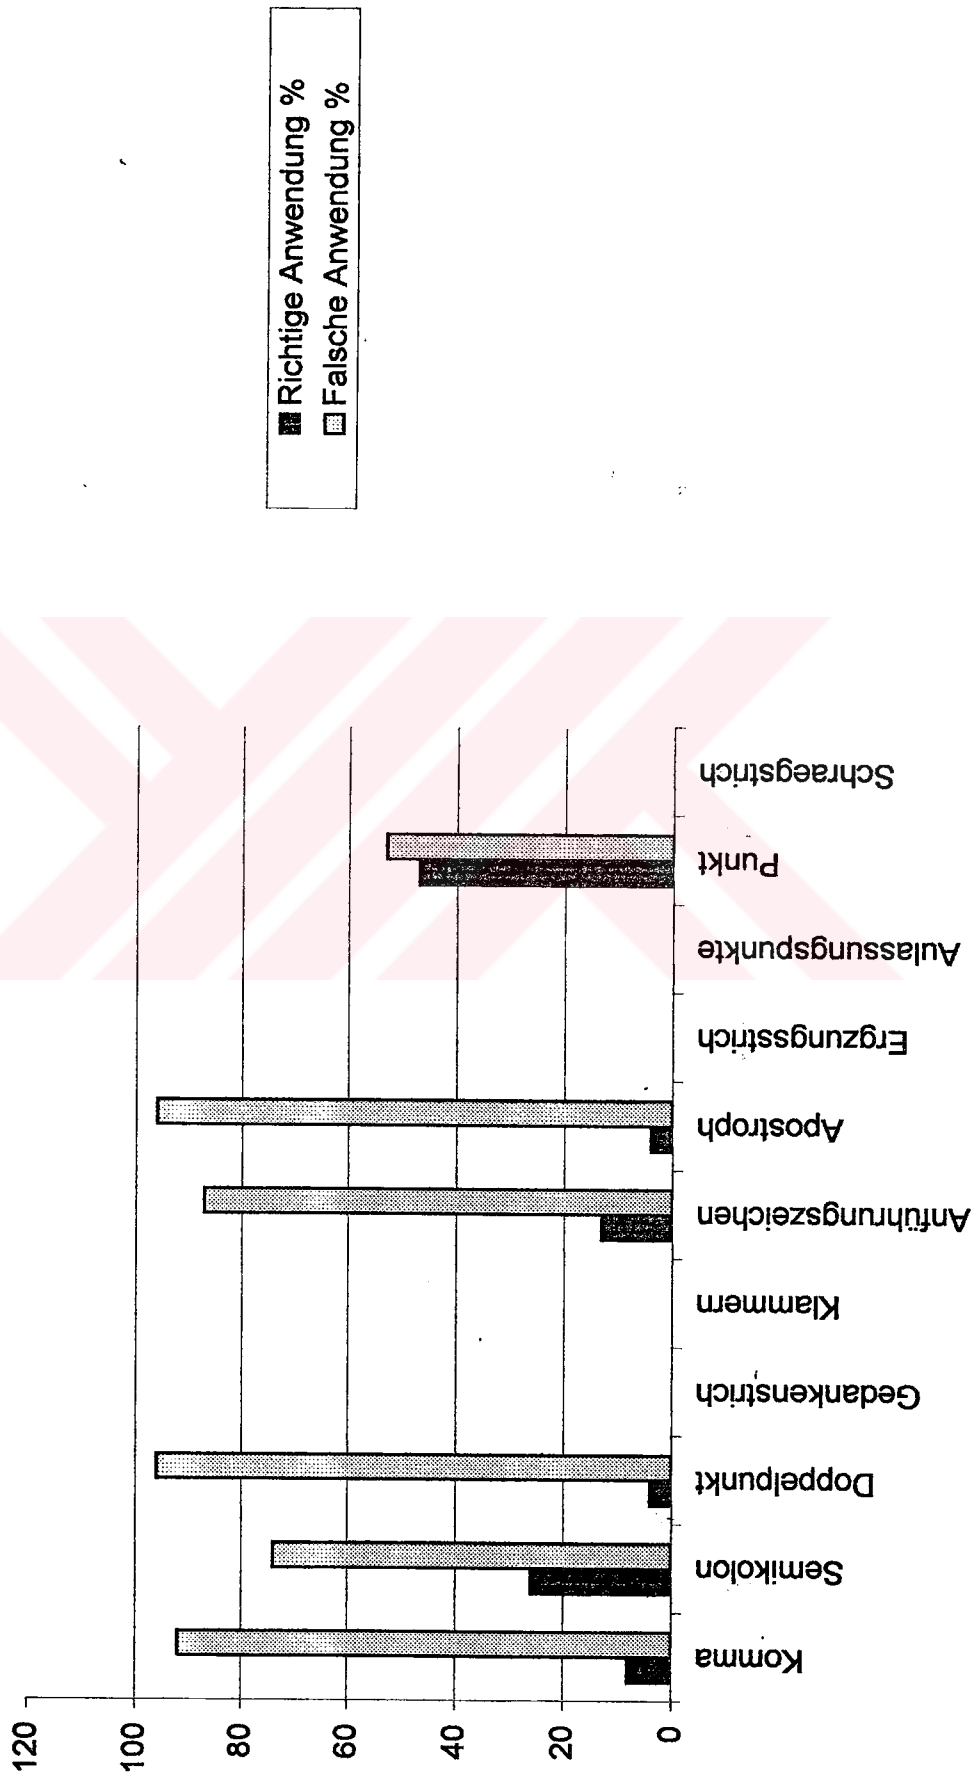 Richtige Anwendung %
Falsche Anwendung %
120
100
80
60
40
20
0
Komma
Semikolon
Doppelpunkt
Gedankenstrich
Klammern
Anführungszeichen
Apostroph
Ergzungsstrich
Aulassungspunkte
Punkt
Schraegstrich